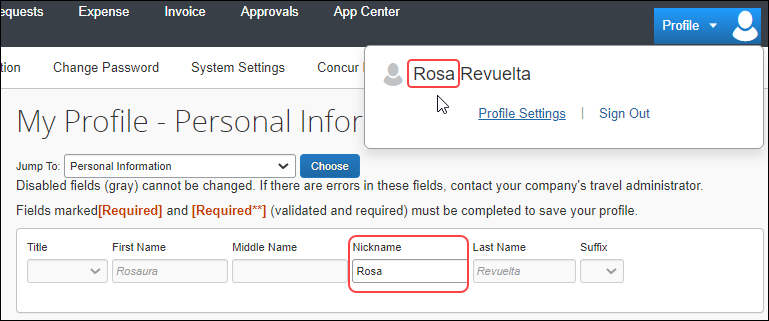 equests Expense Invoice Approvals App Center Profile
tion Change Password System Settings Concur
Rosa Revuelta
Profile Settings | Sign Out
My Profile - Personal Infor
Jump To: Personal Information Choose
Disabled fields (gray) cannot be changed. If there are errors in these fields, contact your company's travel administrator.
Fields marked[Required] and [Required**] (validated and required) must be completed to save your profile.
Title First Name Middle Name Nickname Last Name Suffix
Rosaura Rosa Revuelta